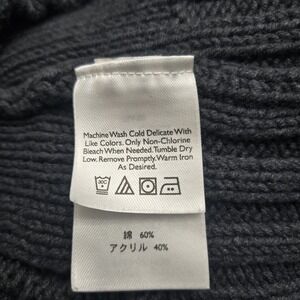 Machine Wash Cold Delicate With
Like Colors. Only Non-Chlorine
Bleach When Needed. Tumble Dry
Low. Remove Promptly. Warm Iron
As Desired.
30C
綿 60%
アクリル 40%